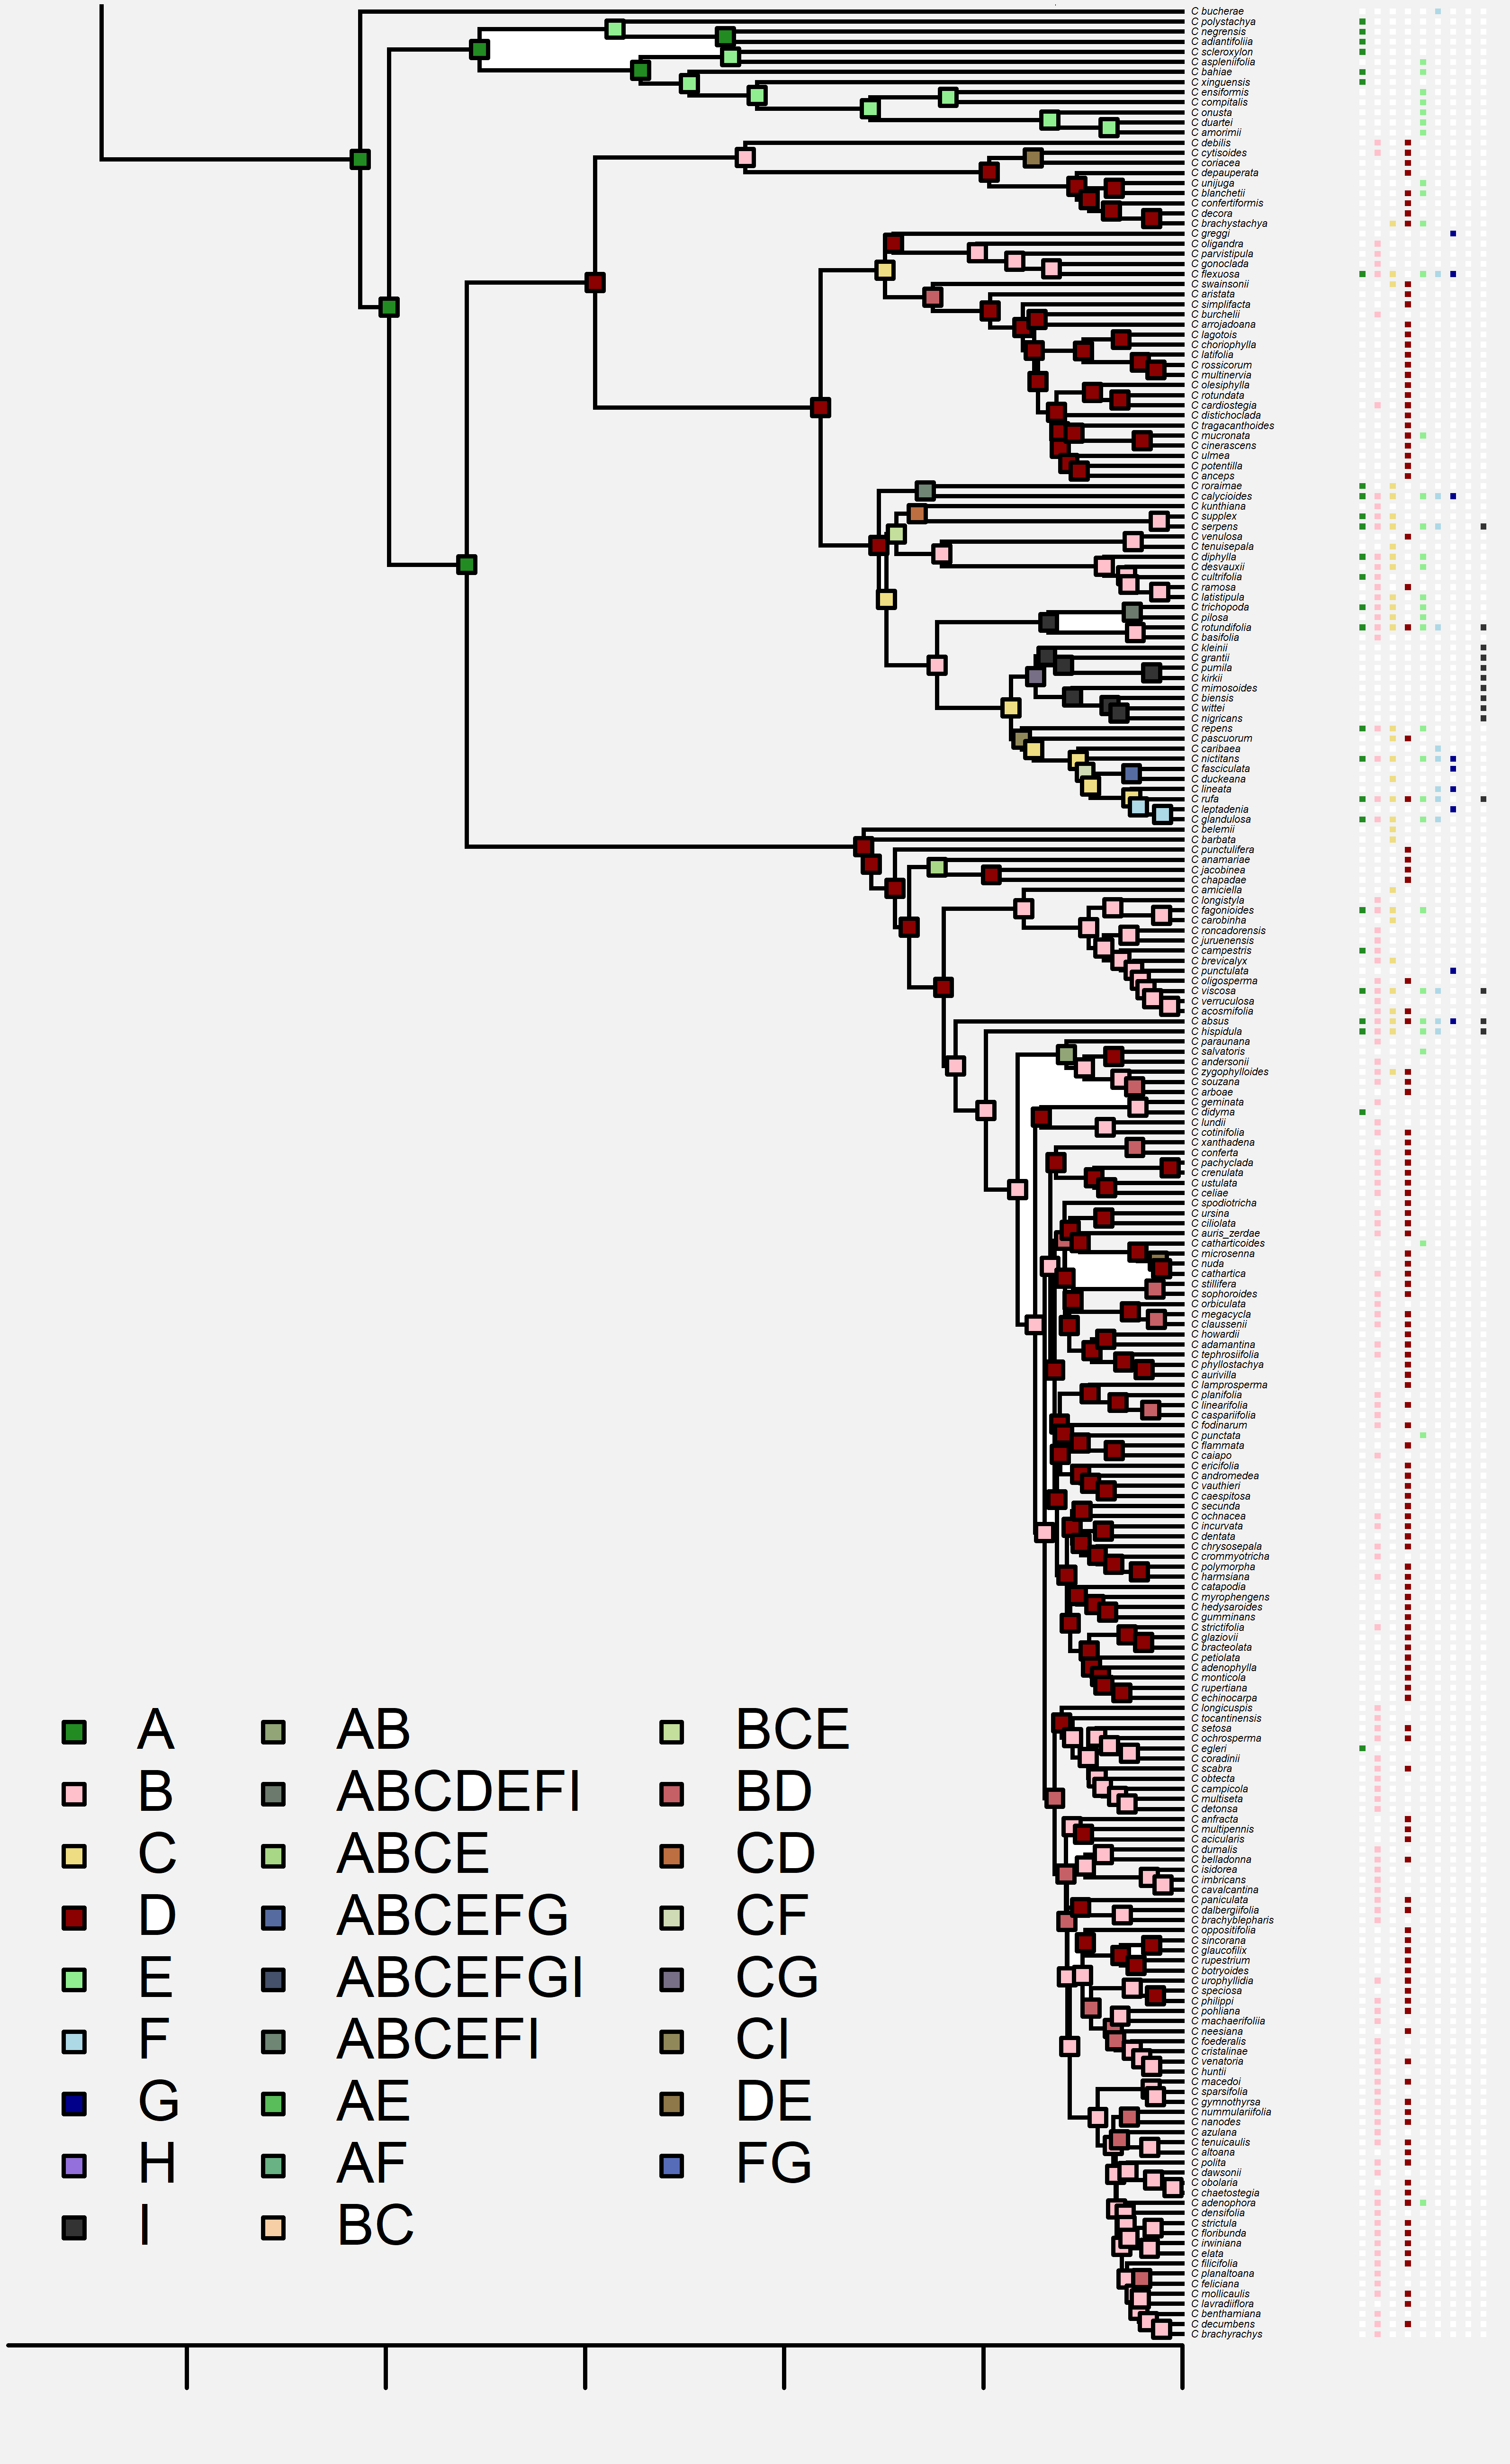 C bucherae
C polystachya
C negrensis
C adiantifoliia
C scleroxylon
C aspleniifolia
C bahiae
C xinguensis
C ensiformis
C compitalis
C onusta
C duartei
C amorimii
C debilis
C cytisoides
C coriacea
C depauperata
C unijuga
C blanchetii
C confertiformis
C decora
C brachystachya
C greggi
C oligandra
C parvistipula
C gonoclada
C flexuosa
C swainsonii
C aristata
C simplifacta
C burchelii
C arrojadoana
C lagotois
C choriophylla
C latifolia
C rossicorum
C multinervia
C olesiphylla
C rotundata
C cardiostegia
C distichoclada
C tragacanthoides
C mucronata
C cinerascens
C ulmea
C potentilla
C anceps
C roraimae
C calycioides
C kunthiana
C supplex
C serpens
C venulosa
C tenuisepala
C diphylla
C desvauxii
C cultrifolia
C ramosa
C latistipula
C trichopoda
C pilosa
C rotundifolia
C basifolia
C kleinii
C grantii
C pumila
C kirkii
C mimosoides
C biensis
C wittei
C nigricans
C repens
C pascuorum
C caribaea
C nictitans
C fasciculata
C duckeana
C lineata
C rufa
C leptadenia
C glandulosa
C belemii
C barbata
C punctulifera
C anamariae
C jacobinea
C chapadae
C amiciella
C longistyla
C fagonioides
C carobinha
C roncadorensis
C juruenensis
C campestris
C brevicalyx
C punctulata
C oligosperma
C viscosa
C verruculosa
C acosmifolia
C absus
C hispidula
C paraunana
C salvatoris
C andersonii
C zygophylloides
C souzana
C arboae
C geminata
C didyma
C lundii
C cotinifolia
C xanthadena
C conferta
C pachyclada
C crenulata
C ustulata
C celiae
C spodiotricha
C ursina
C ciliolata
C auris_zerdae
C catharticoides
C microsenna
C nuda
C cathartica
C stillifera
C sophoroides
C orbiculata
C megacycla
C claussenii
C howardii
C adamantina
C tephrosiifolia
C phyllostachya
C aurivilla
C lamprosperma
C planifolia
C linearifolia
C caspariifolia
C fodinarum
C punctata
C flammata
C caiapo
C ericifolia
C andromedea
C vauthieri
C caespitosa
C secunda
C ochnacea
C incurvata
C dentata
C chrysosepala
C crommyotricha
C polymorpha
C harmsiana
C catapodia
C myrophengens
C hedysaroides
C gumminans
C strictifolia
C glaziovii
C bracteolata
C petiolata
C adenophylla
C monticola
C rupertiana
C echinocarpa
C longicuspis
C tocantinensis
C setosa
C ochrosperma
C egleri
C coradinii
C scabra
C obtecta
C campicola
C multiseta
C detonsa
C anfracta
C multipennis
C acicularis
C dumalis
C belladonna
C isidorea
C imbricans
C cavalcantina
C paniculata
C dalbergiifolia
C brachyblepharis
C oppositifolia
C sincorana
C glaucofilix
C rupestrium
C botryoides
C urophyllidia
C speciosa
C philippi
C pohliana
C machaerifoliia
C neesiana
C foederalis
C cristalinae
C venatoria
C huntii
C macedoi
C sparsifolia
C gymnothyrsa
C nummulariifolia
C nanodes
C azulana
C tenuicaulis
C altoana
C polita
C dawsonii
C obolaria
C chaetostegia
C adenophora
C densifolia
C strictula
C floribunda
C irwiniana
C elata
C filicifolia
C planaltoana
C feliciana
C mollicaulis
C lavradiiflora
C benthamiana
C decumbens
C brachyrachys
A
B
C
D
E
F
G
H
I
AB
ABCDEFI
ABCE
ABCEFG
ABCEFGI
ABCEFI
AE
AF
BC
BCE
BD
CD
CF
CG
CI
DE
FG